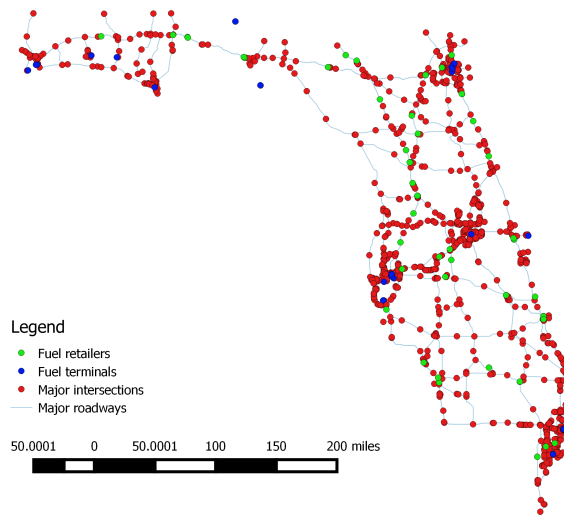 Legend
Fuel retailers
Fuel terminals
Major intersections
Major roadways
50.0001 0 50.0001 100 150 200 miles